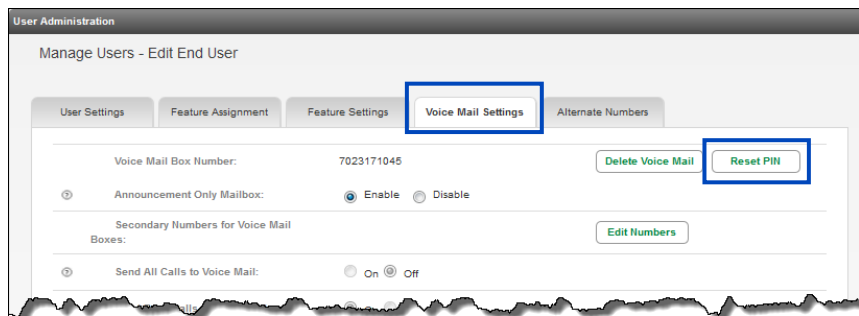 User Administration
Manage Users - Edit End User
User Settings Feature Assignment Feature Settings Voice Mail Settings Alternate Numbers
Voice Mail Box Number: 7023171045 Delete Voice Mail Reset PIN
Announcement Only Mailbox: Enable Disable
Secondary Numbers for Voice Mail
Boxes: Edit Numbers
Send All Calls to Voice Mail: On Off